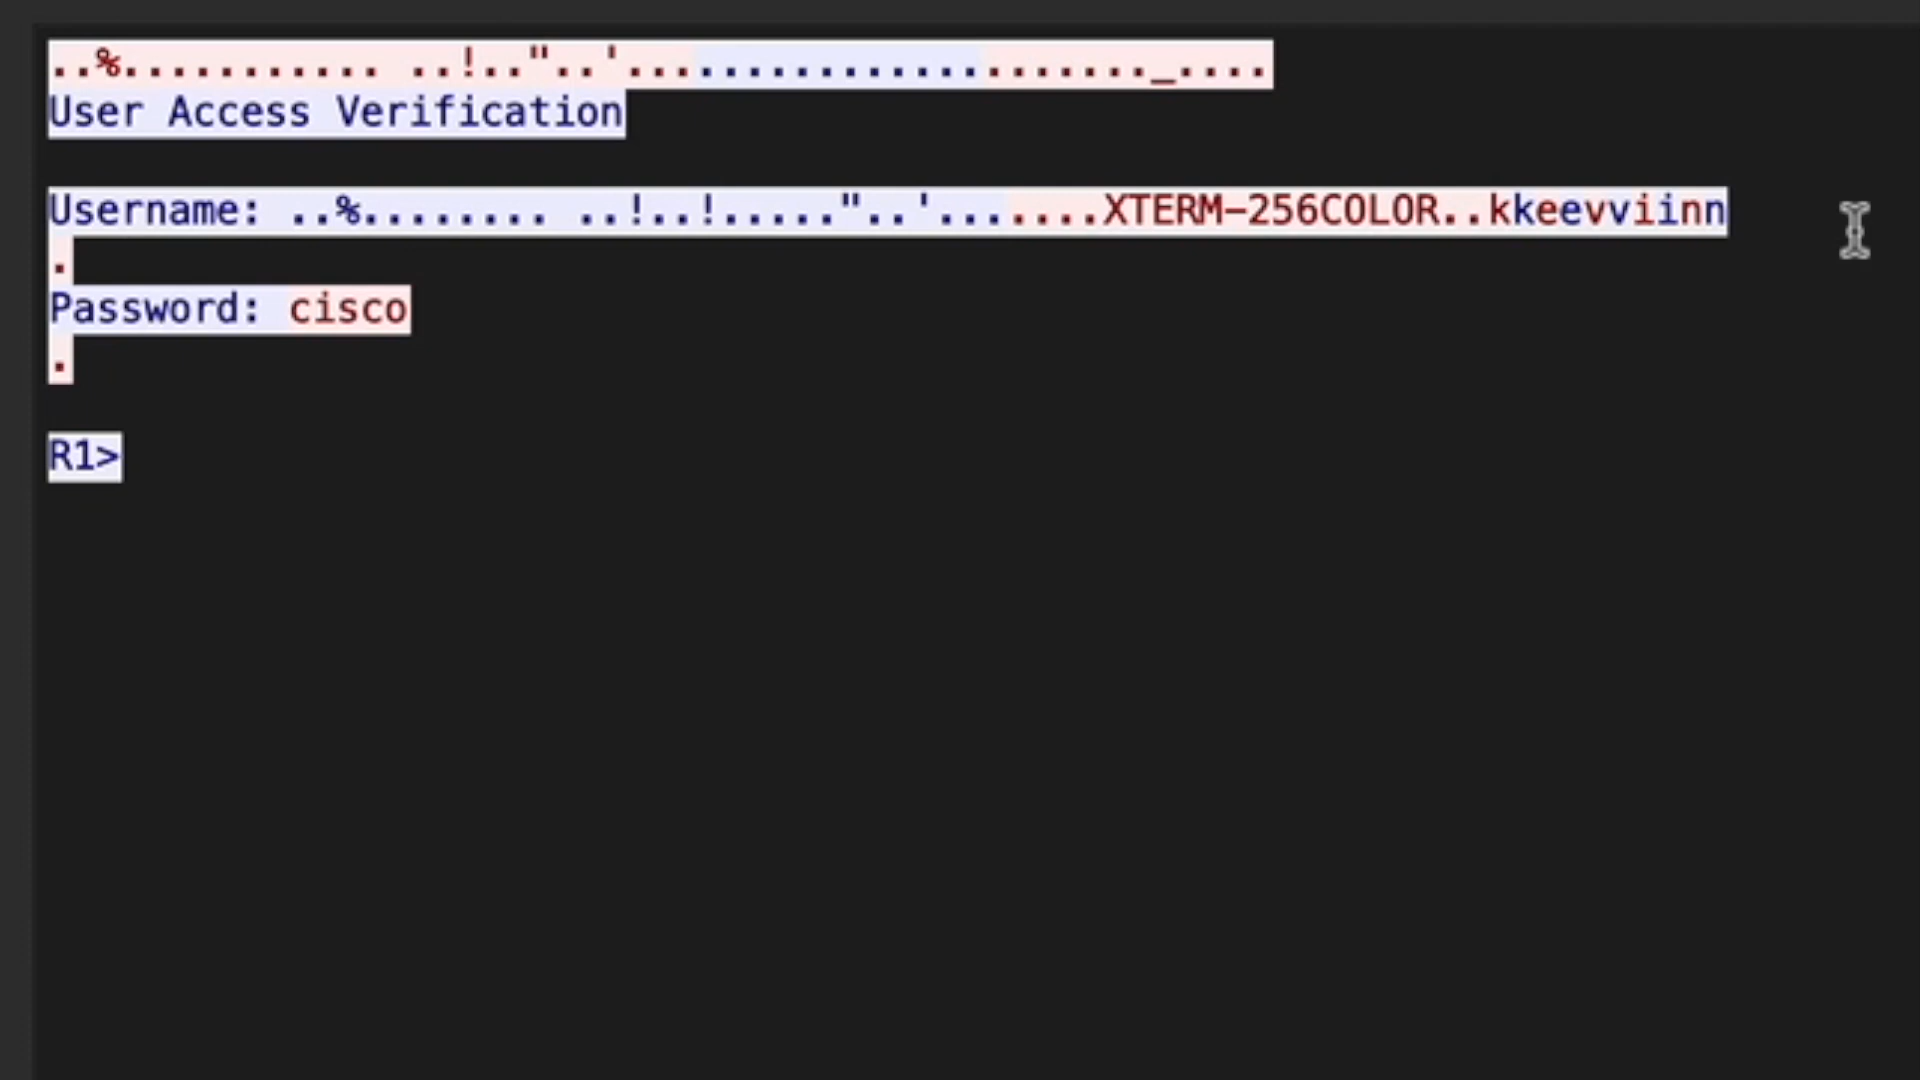 ..%........... ..!.."..'.........................._....
User Access Verification
Username: ..%........ ..!..!....."..'.......XTERM-256COLOR..kkeevviinn
.
Password: cisco
.
R1>